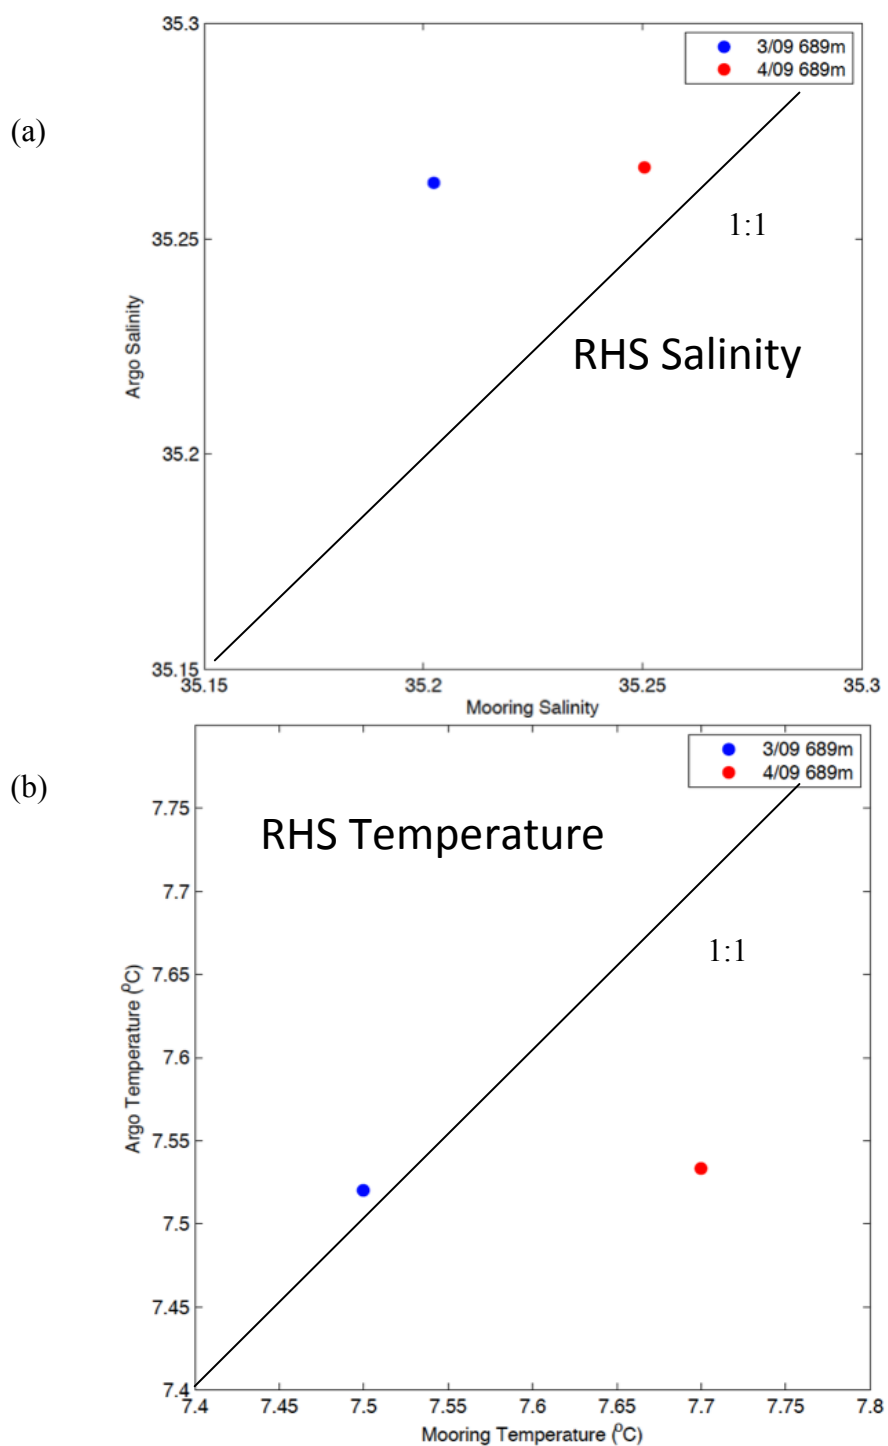 (a)
35.3
35.25
35.2
35.15
Argo Salinity
3/09 689m
4/09 689m
1:1
RHS Salinity
35.15
35.2
35.25
35.3
Mooring Salinity
(b)
7.75
7.7
7.65
7.6
7.55
7.5
7.45
7.4
Argo Temperature (ºC)
3/09 689m
4/09 689m
RHS Temperature
1:1
7.4
7.45
7.5
7.55
7.6
7.65
7.7
7.75
7.8
Mooring Temperature (ºC)